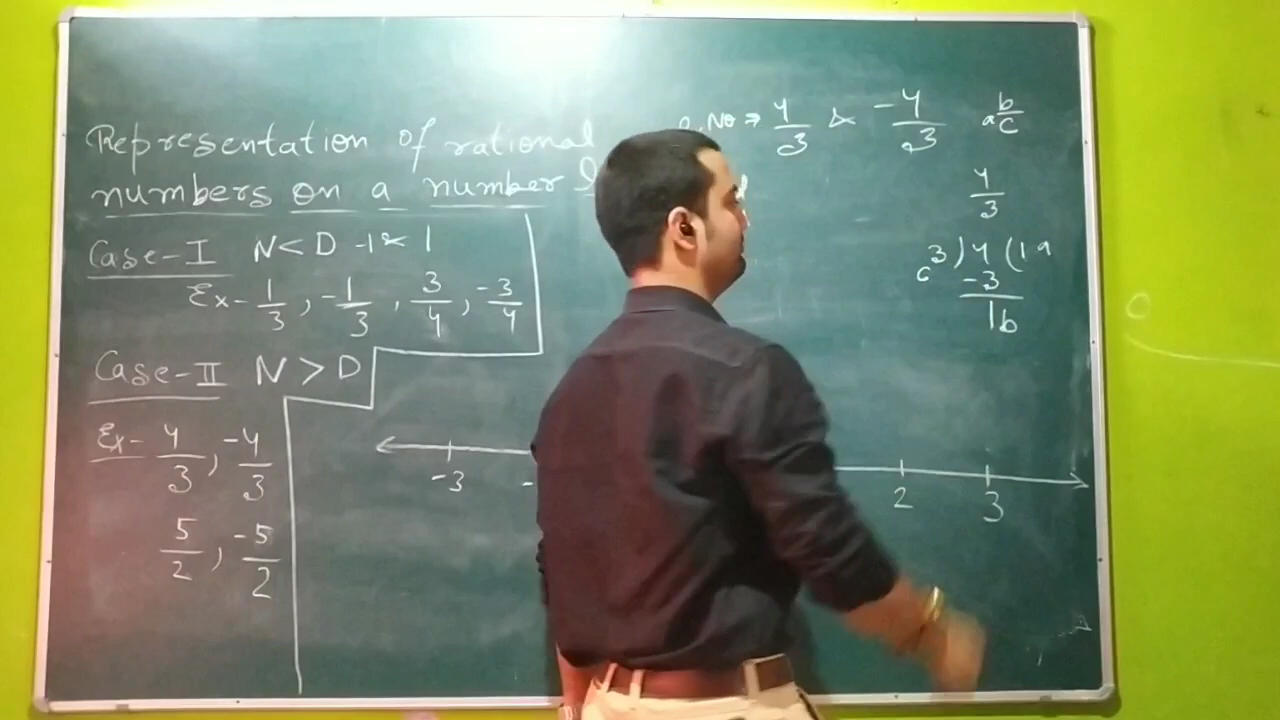 Representation of rational
numbers on a number
Case-I N<D -1 & 1
Ex- 1/3, -1/3, 3/4, -3/4
Case-II N > D
Ex- 4/3, -4/3
5/2, -5/2
No ⇒ 4/3 & -4/3
a b/c
4/3
c 3 ) 4 ( 1 a
-3
1 b
-3 - 2 3